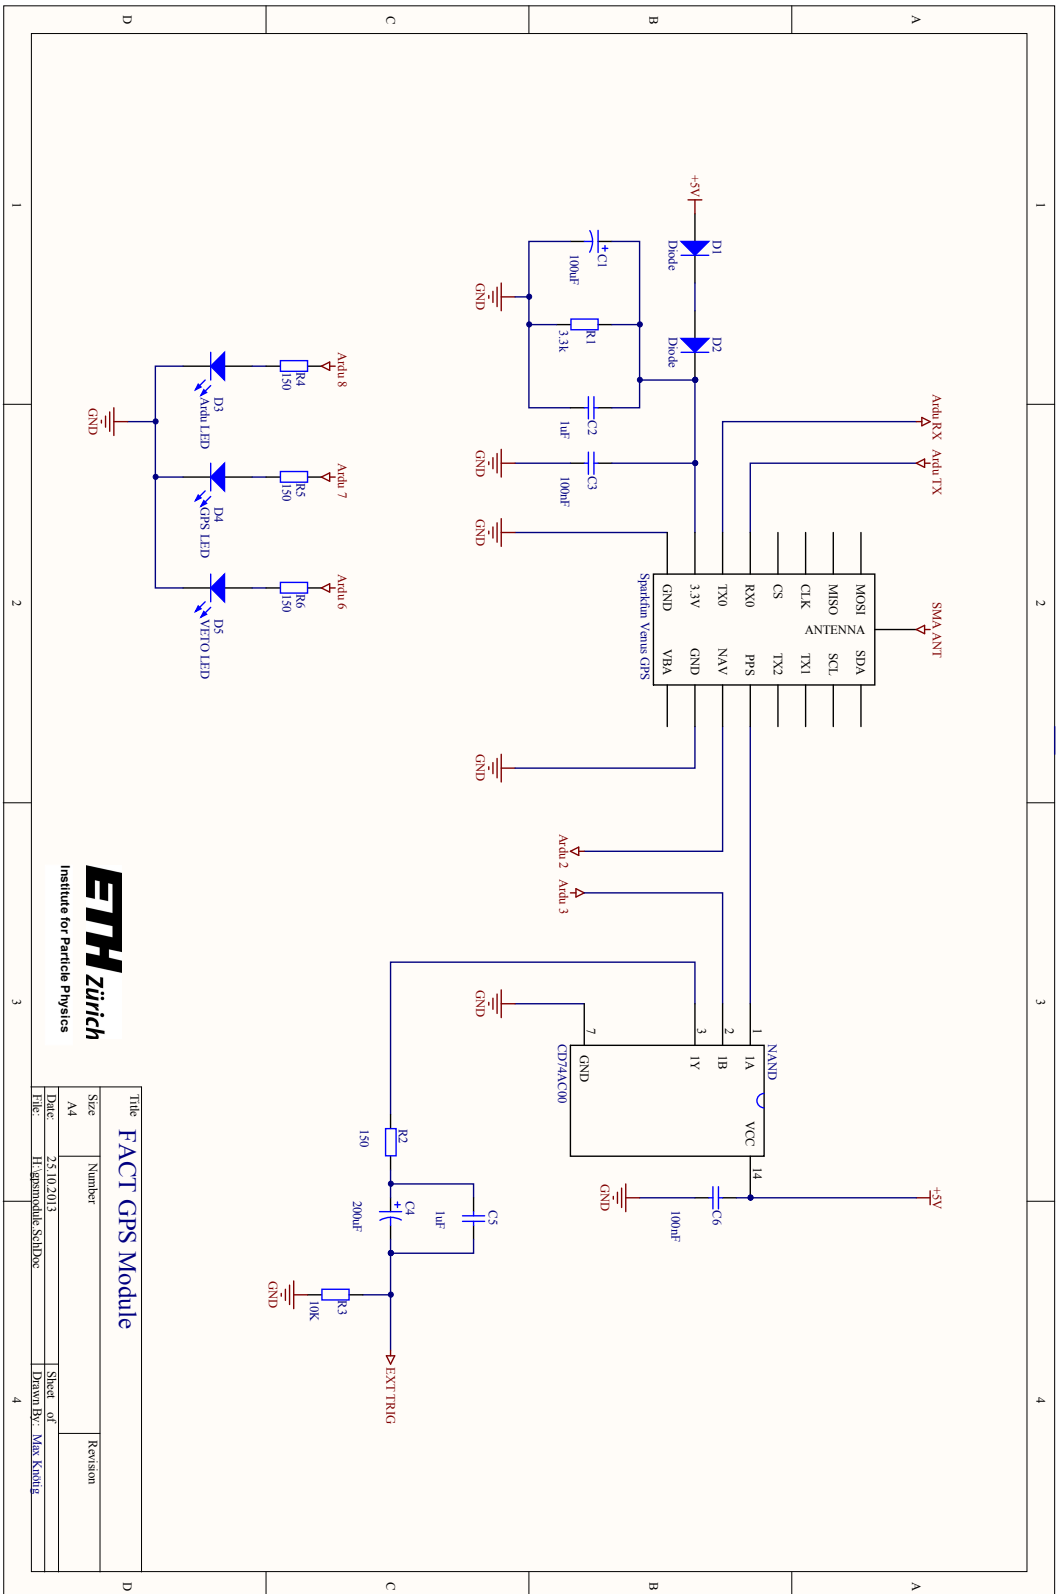 1
2
3
4
A
A
B
B
C
C
D
D
1
2
3
4
+5V
D1
Diode
D2
Diode
C1
+
100uF
R1
3.3k
C2
1uF
C3
100nF
GND
GND
GND
GND
Ardu RX
Ardu TX
SMA ANT
MOSI
MISO
CLK
CS
RX0
TX0
3.3V
GND
ANTENNA
SDA
SCL
TX1
TX2
PPS
NAV
GND
VBA
Sparkfun Venus GPS
Ardu 2
Ardu 3
NAND
1
1A
2
1B
3
1Y
7
GND
VCC
14
CD74AC00
GND
+5V
C6
100nF
GND
R2
150
C4
+
200uF
C5
1uF
R3
10K
GND
EXT TRIG
Ardu 8
R4
150
D3
Ardu LED
Ardu 7
R5
150
D4
GPS LED
Ardu 6
R6
150
D5
VETO LED
GND
ETH zürich
Institute for Particle Physics
Title
FACT GPS Module
Size
Number
Revision
A4
Date:
25.10.2013
Sheet of
File:
H:\gpsmodule.SchDoc
Drawn By:
Max Knötig